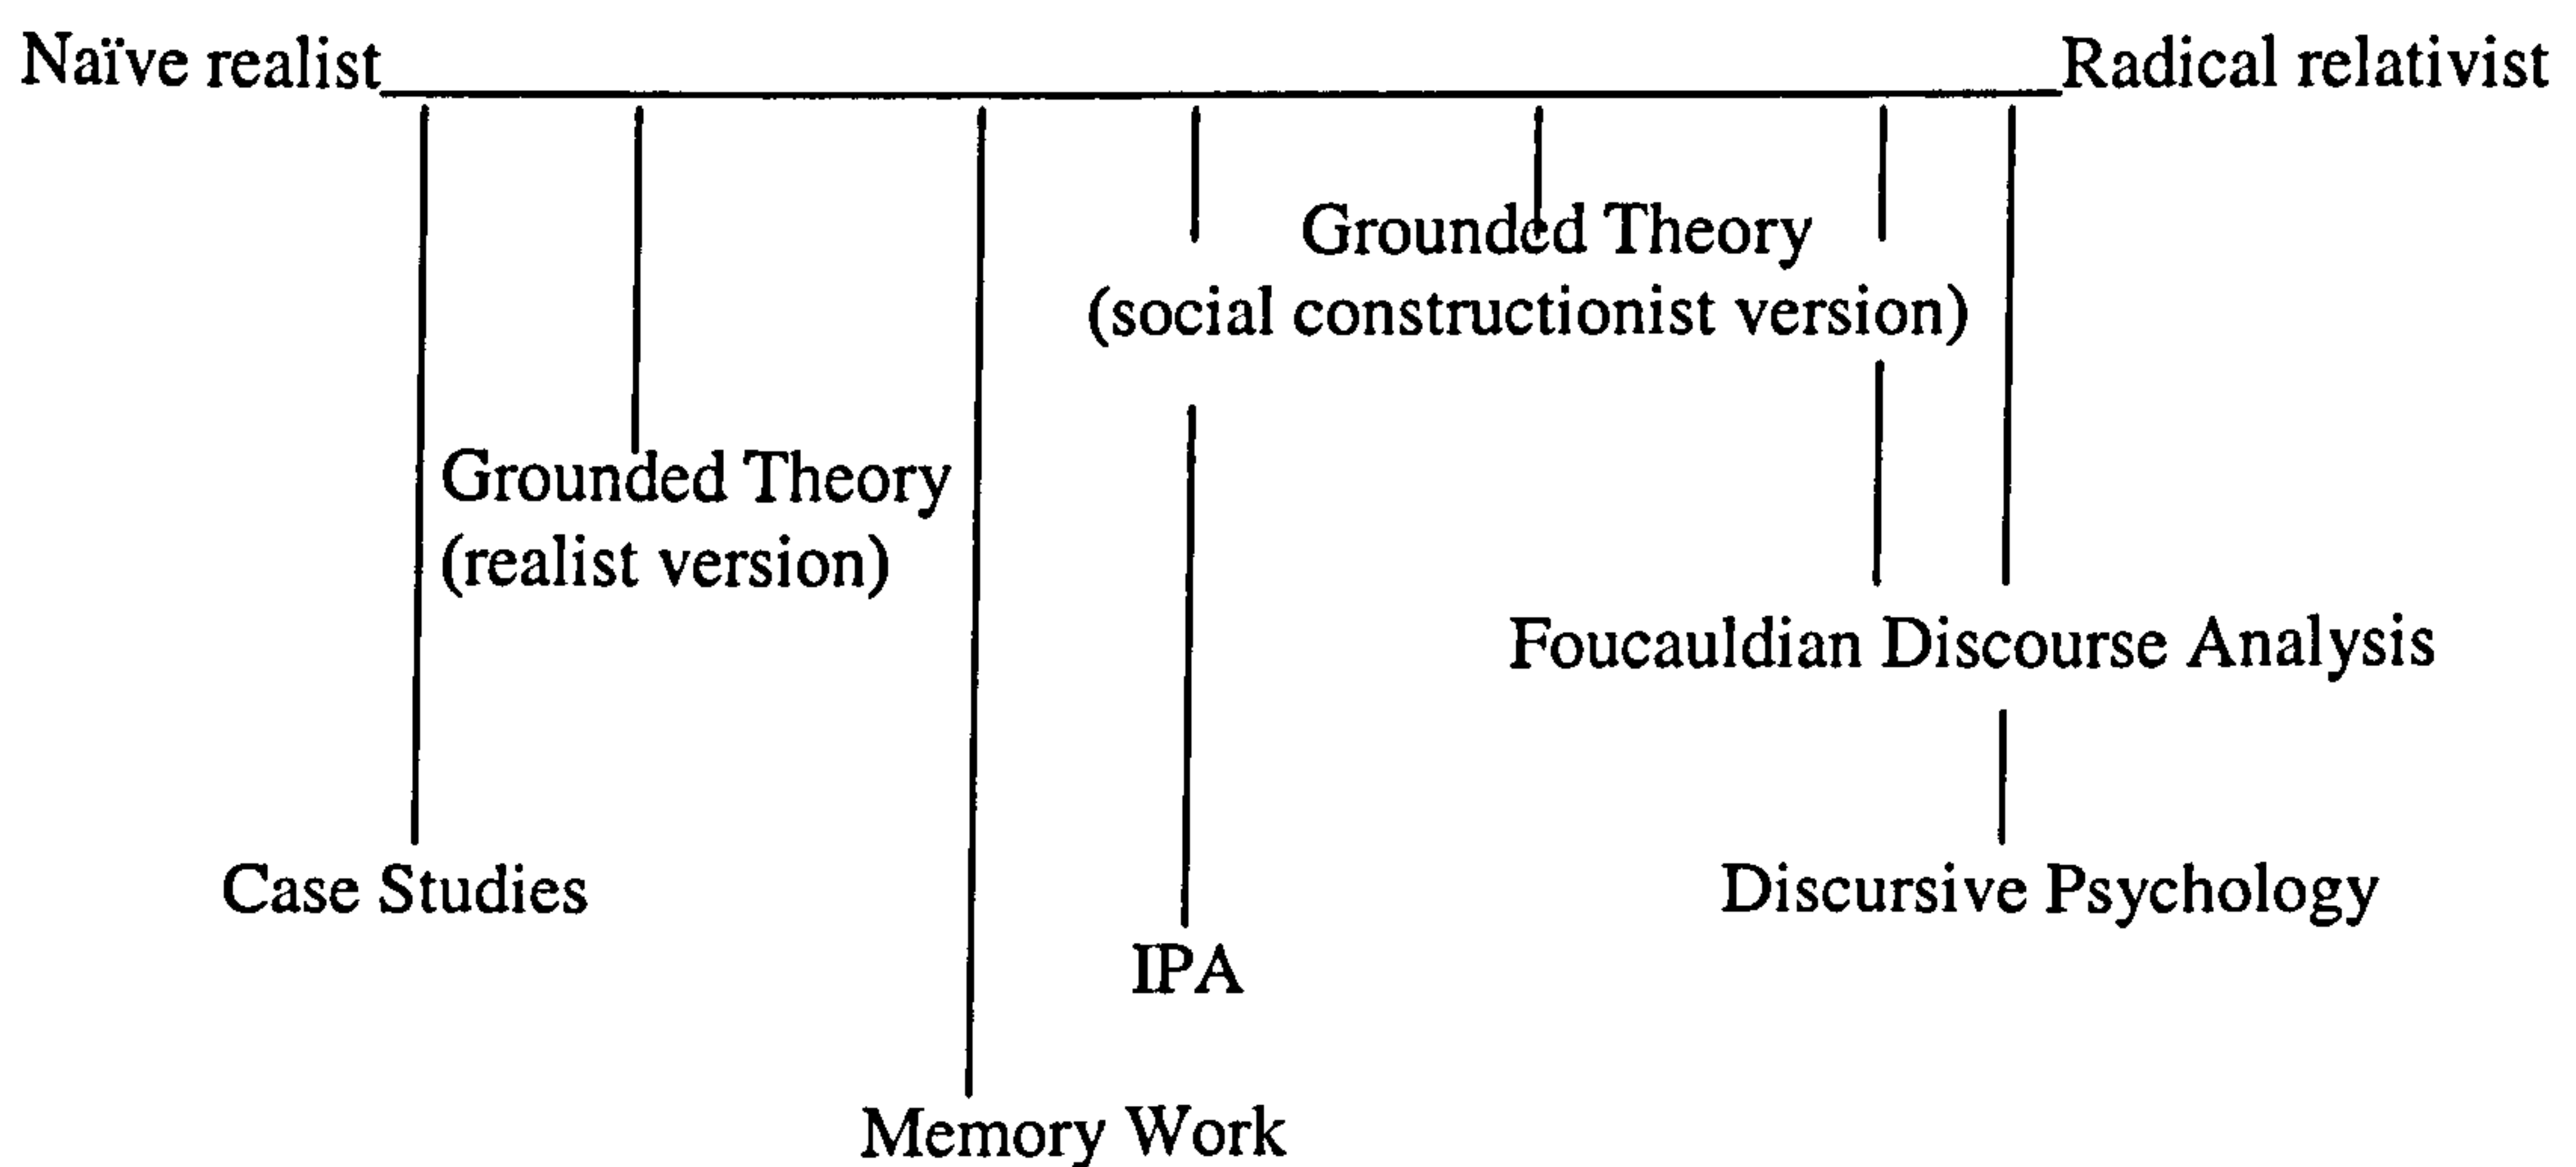 Naïve realist
Radical relativist
Grounded Theory
(social constructionist version)
Grounded Theory
(realist version)
Foucauldian Discourse Analysis
Case Studies
Discursive Psychology
IPA
Memory Work